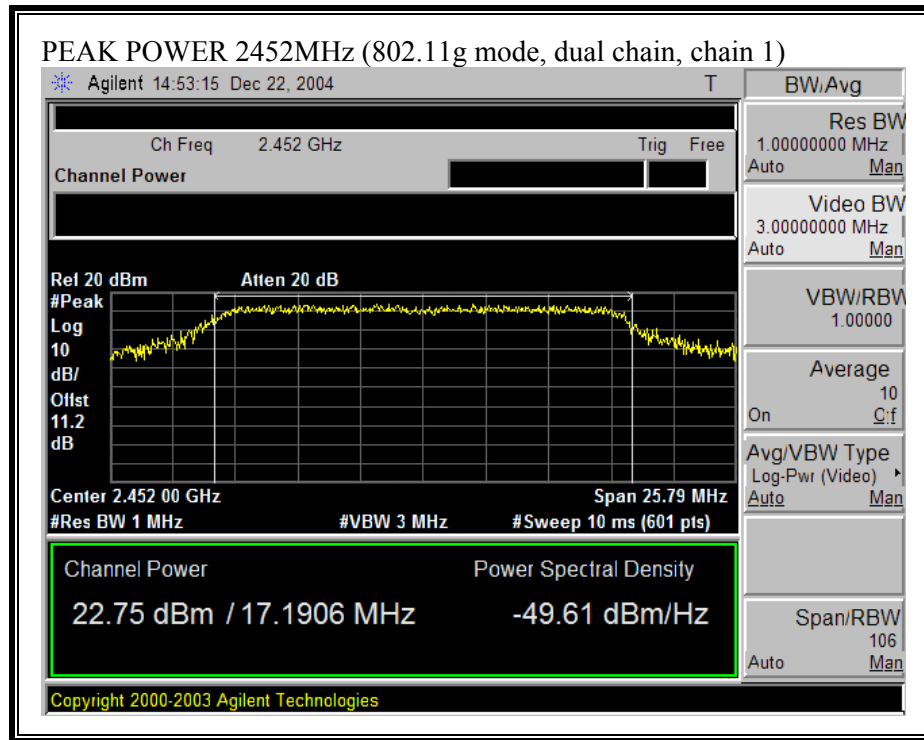 PEAK POWER 2452MHz (802.11g mode, dual chain, chain 1)
Agilent 14:53:15 Dec 22, 2004 T
Ch Freq 2.452 GHz Trig Free
Channel Power
Ref 20 dBm Atten 20 dB
#Peak
Log
10
dB/
Offst
11.2
dB
Center 2.452 00 GHz Span 25.79 MHz
#Res BW 1 MHz #VBW 3 MHz #Sweep 10 ms (601 pts)
Channel Power Power Spectral Density
22.75 dBm / 17.1906 MHz -49.61 dBm/Hz
Copyright 2000-2003 Agilent Technologies
BW/Avg
Res BW
1.00000000 MHz
Auto Man
Video BW
3.00000000 MHz
Auto Man
VBW/RBW
1.00000
Average
10
On Off
Avg/VBW Type
Log-Pwr (Video)
Auto Man
Span/RBW
106
Auto Man